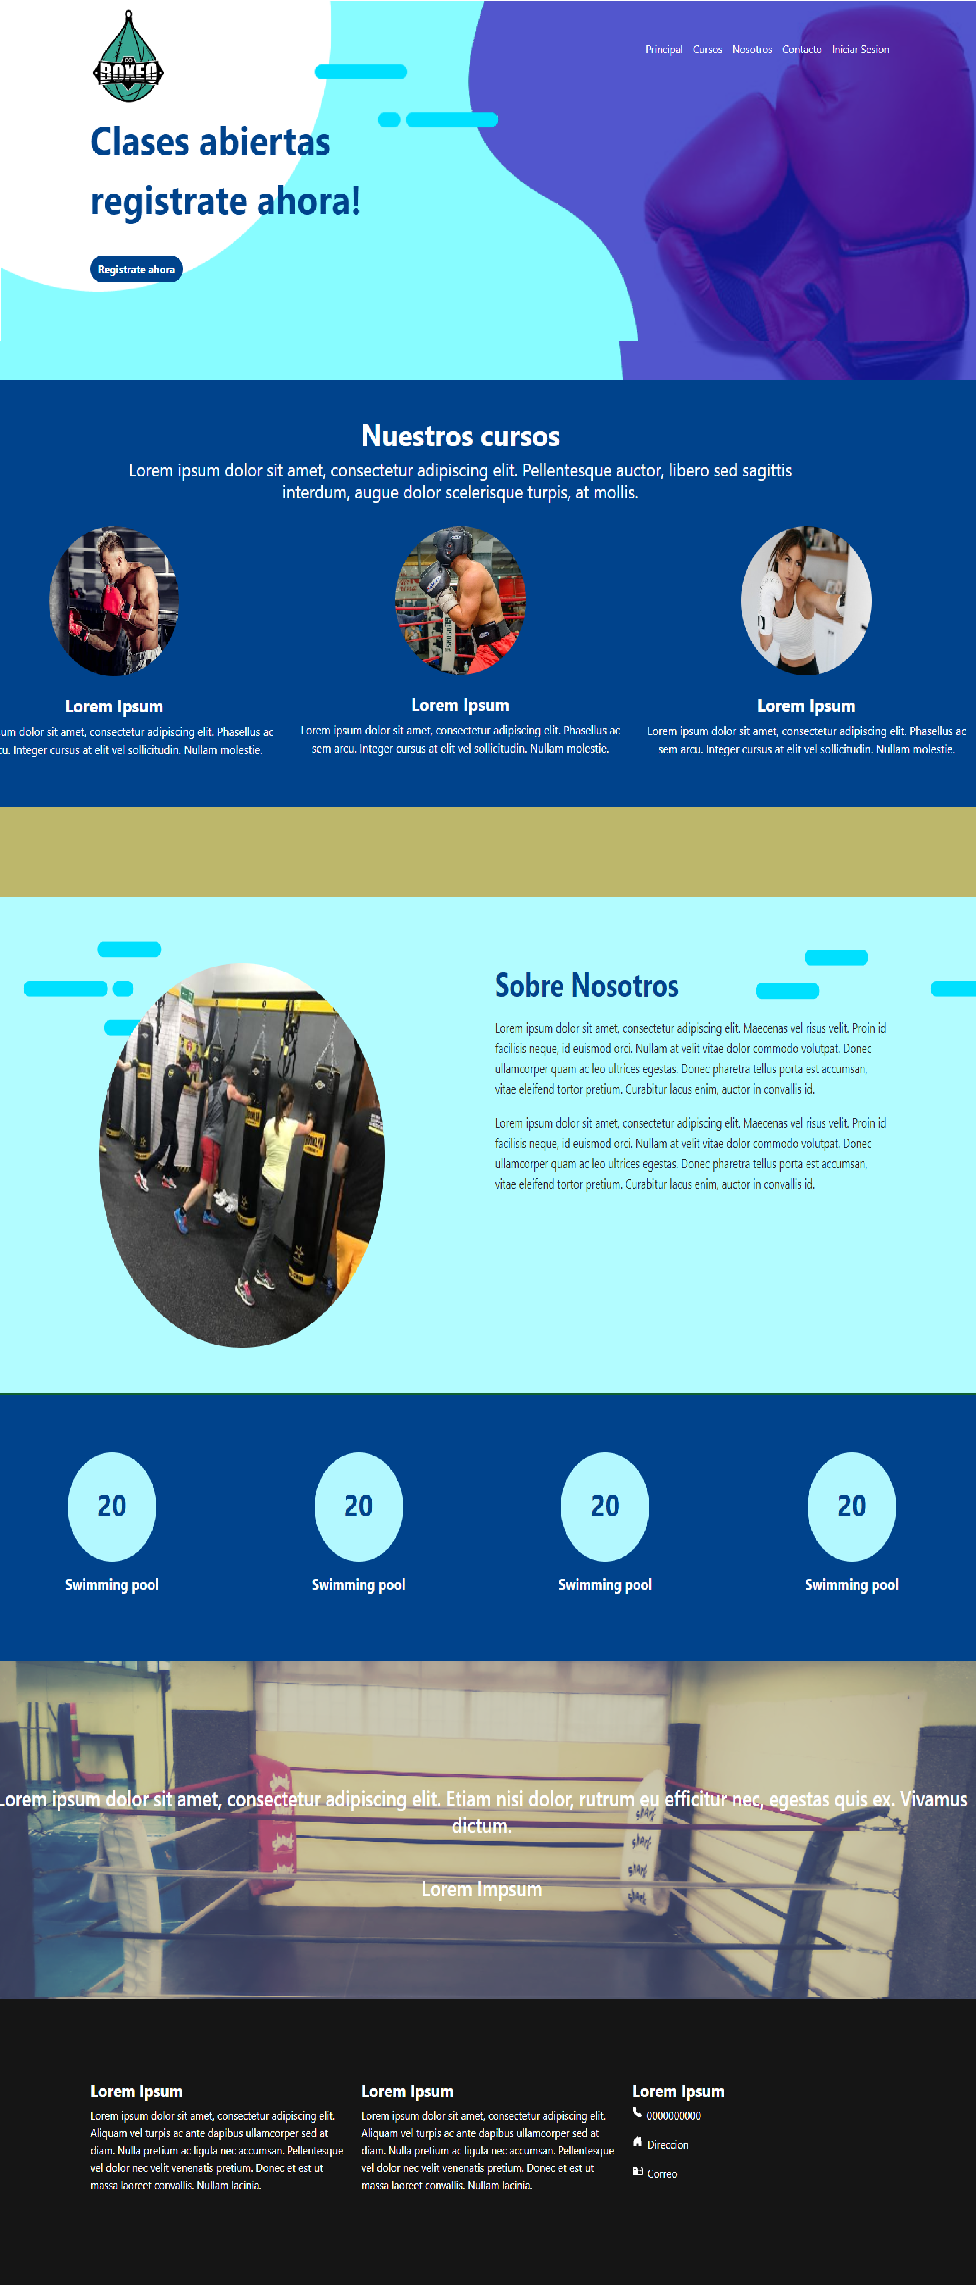 BOXEO
Principal Cursos Nosotros Contacto Iniciar Sesion
Clases abiertas
registrate ahora!
Registrate ahora
Nuestros cursos
Lorem ipsum dolor sit amet, consectetur adipiscing elit. Pellentesque auctor, libero sed sagittis
interdum, augue dolor scelerisque turpis, at mollis.
Lorem Ipsum
um dolor sit amet, consectetur adipiscing elit. Phasellus ac
cu. Integer cursus at elit vel sollicitudin. Nullam molestie.
Lorem Ipsum
Lorem ipsum dolor sit amet, consectetur adipiscing elit. Phasellus ac
sem arcu. Integer cursus at elit vel sollicitudin. Nullam molestie.
Lorem Ipsum
Lorem ipsum dolor sit amet, consectetur adipiscing elit. Phasellus ac
sem arcu. Integer cursus at elit vel sollicitudin. Nullam molestie.
Sobre Nosotros
Lorem ipsum dolor sit amet, consectetur adipiscing elit. Maecenas vel risus velit. Proin id
facilisis neque, id euismod orci. Nullam at velit vitae dolor commodo volutpat. Donec
ullamcorper quam ac leo ultrices egestas. Donec pharetra tellus porta est accumsan,
vitae eleifend tortor pretium. Curabitur lacus enim, auctor in convallis id.
Lorem ipsum dolor sit amet, consectetur adipiscing elit. Maecenas vel risus velit. Proin id
facilisis neque, id euismod orci. Nullam at velit vitae dolor commodo volutpat. Donec
ullamcorper quam ac leo ultrices egestas. Donec pharetra tellus porta est accumsan,
vitae eleifend tortor pretium. Curabitur lacus enim, auctor in convallis id.
20
Swimming pool
20
Swimming pool
20
Swimming pool
20
Swimming pool
Lorem ipsum dolor sit amet, consectetur adipiscing elit. Etiam nisi dolor, rutrum eu efficitur nec, egestas quis ex. Vivamus
dictum.
Lorem Impsum
Lorem Ipsum
Lorem ipsum dolor sit amet, consectetur adipiscing elit.
Aliquam vel turpis ac ante dapibus ullamcorper sed at
diam. Nulla pretium ac ligula nec accumsan. Pellentesque
vel dolor nec velit venenatis pretium. Donec et est ut
massa laoreet convallis. Nullam lacinia.
Lorem Ipsum
Lorem ipsum dolor sit amet, consectetur adipiscing elit.
Aliquam vel turpis ac ante dapibus ullamcorper sed at
diam. Nulla pretium ac ligula nec accumsan. Pellentesque
vel dolor nec velit venenatis pretium. Donec et est ut
massa laoreet convallis. Nullam lacinia.
Lorem Ipsum
0000000000
Direccion
Correo